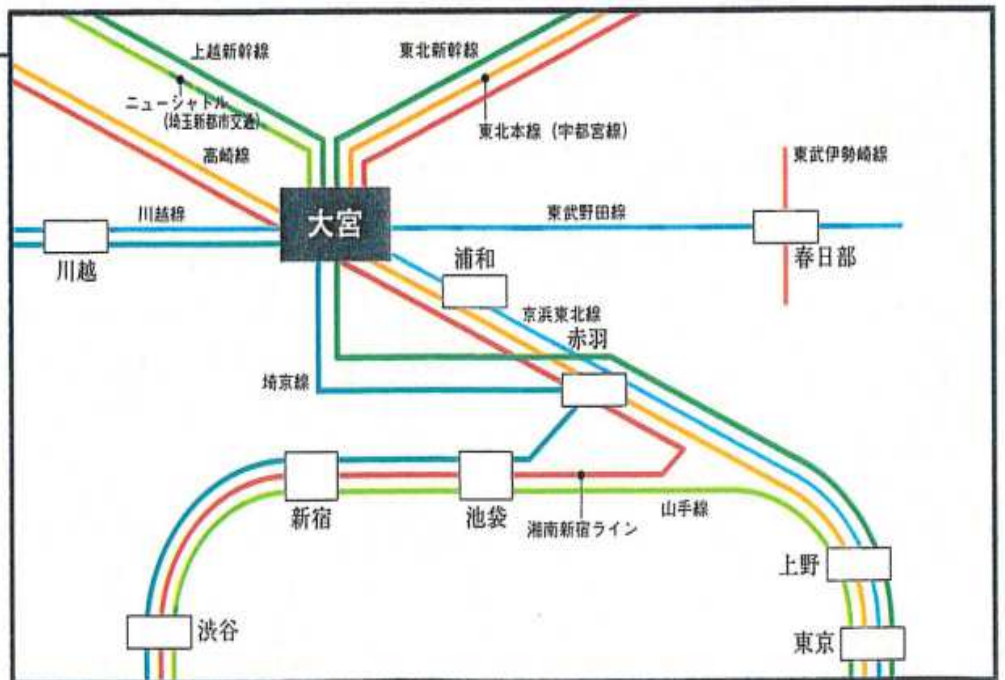 上越新幹線
東北新幹線
ニューシャトル
(埼玉新都市交通)
東北本線(宇都宮線)
高崎線
東武伊勢崎線
川越線
大宮
東武野田線
川越
浦和
春日部
京浜東北線
赤羽
埼京線
新宿
池袋
山手線
湘南新宿ライン
上野
渋谷
東京